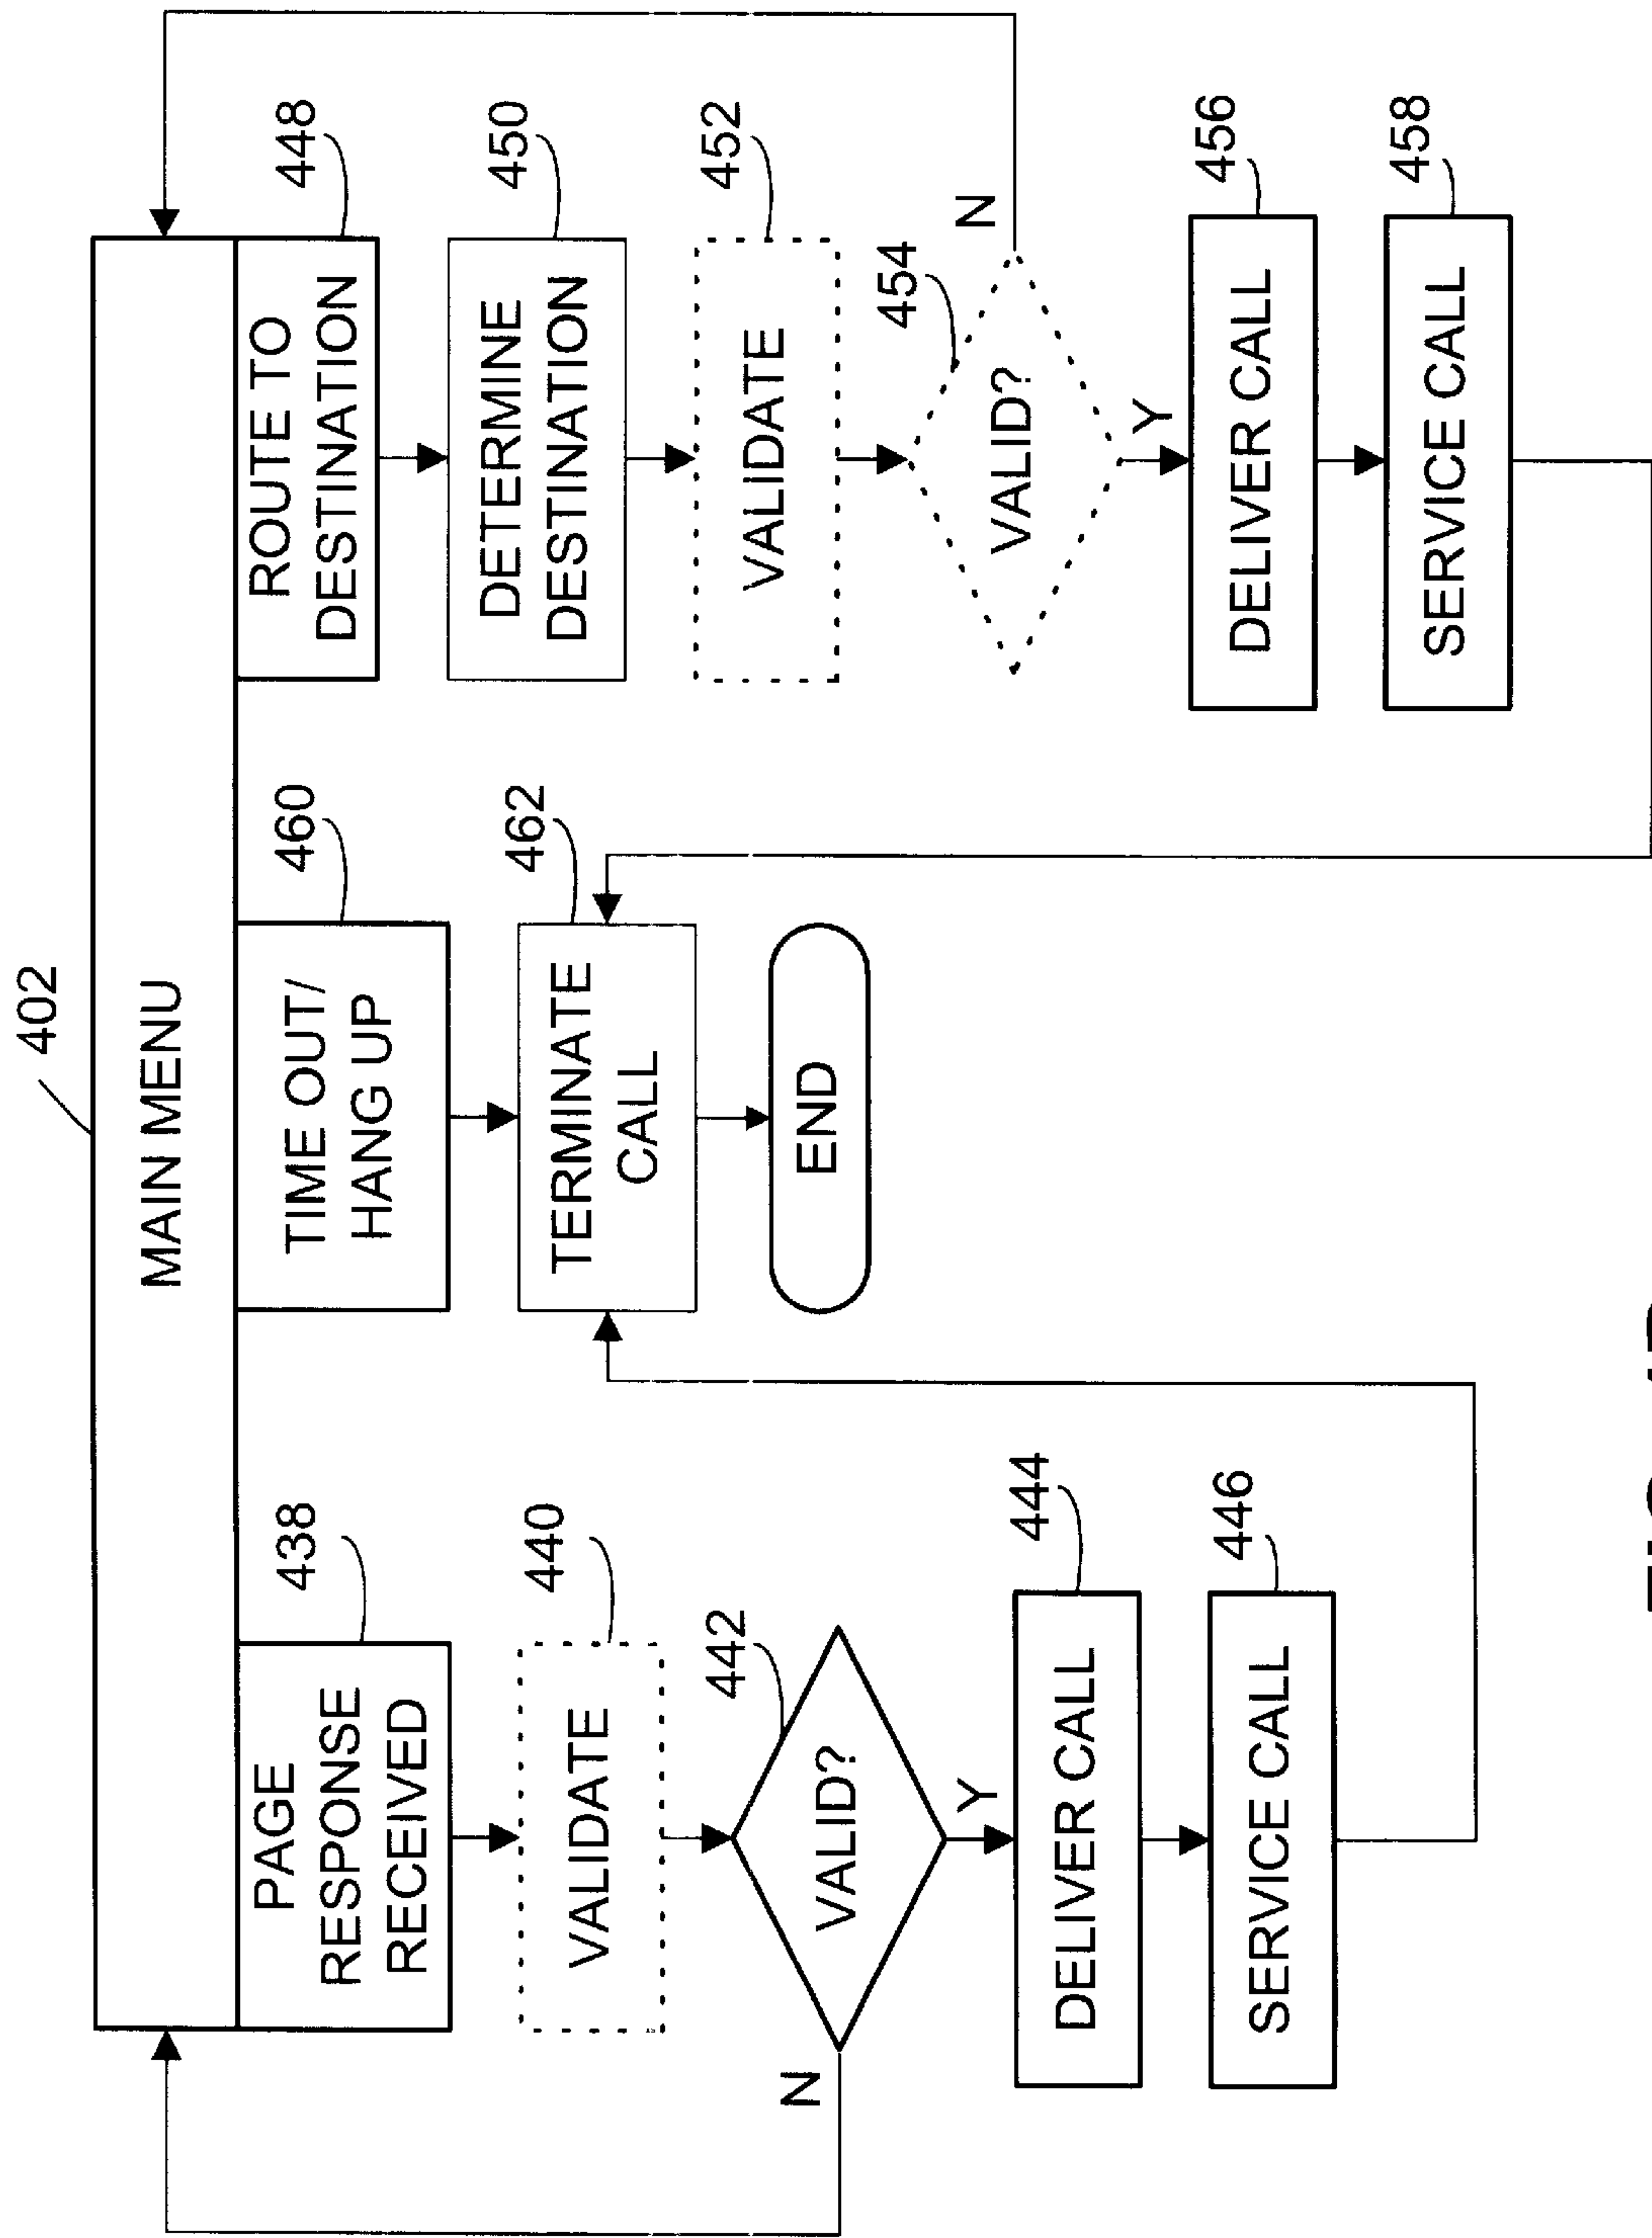 402
MAIN MENU
PAGE
RESPONSE
RECEIVED
438
VALIDATE
440
VALID?
442
N
Y
DELIVER CALL
444
SERVICE CALL
446
TIME OUT/
HANG UP
460
TERMINATE
CALL
462
END
ROUTE TO
DESTINATION
448
DETERMINE
DESTINATION
450
VALIDATE
452
VALID?
454
N
Y
DELIVER CALL
456
SERVICE CALL
458